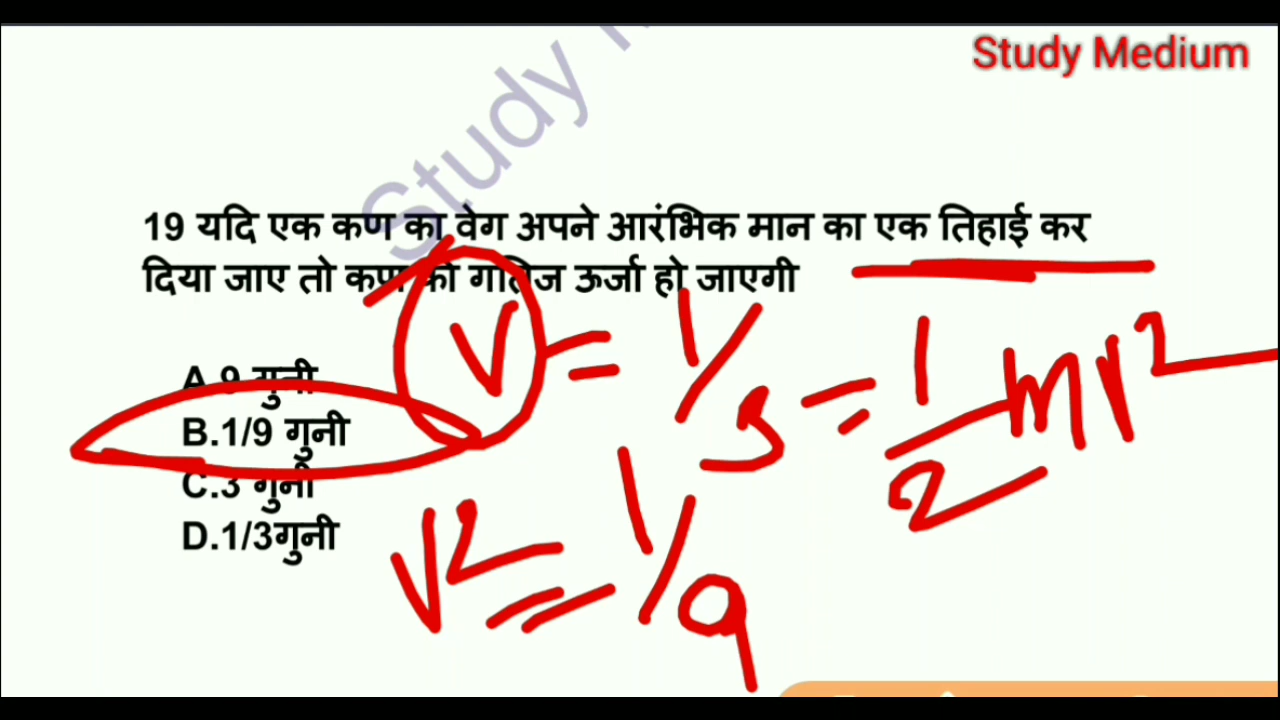 Study Medium
Study
19 यदि एक कण का वेग अपने आरंभिक मान का एक तिहाई कर
दिया जाए तो कण की गतिज ऊर्जा हो जाएगी
V = 1/3 = 1/2 mv²
A.9 गुनी
B.1/9 गुनी
C.3 गुनी
D.1/3गुनी
V² = 1/9